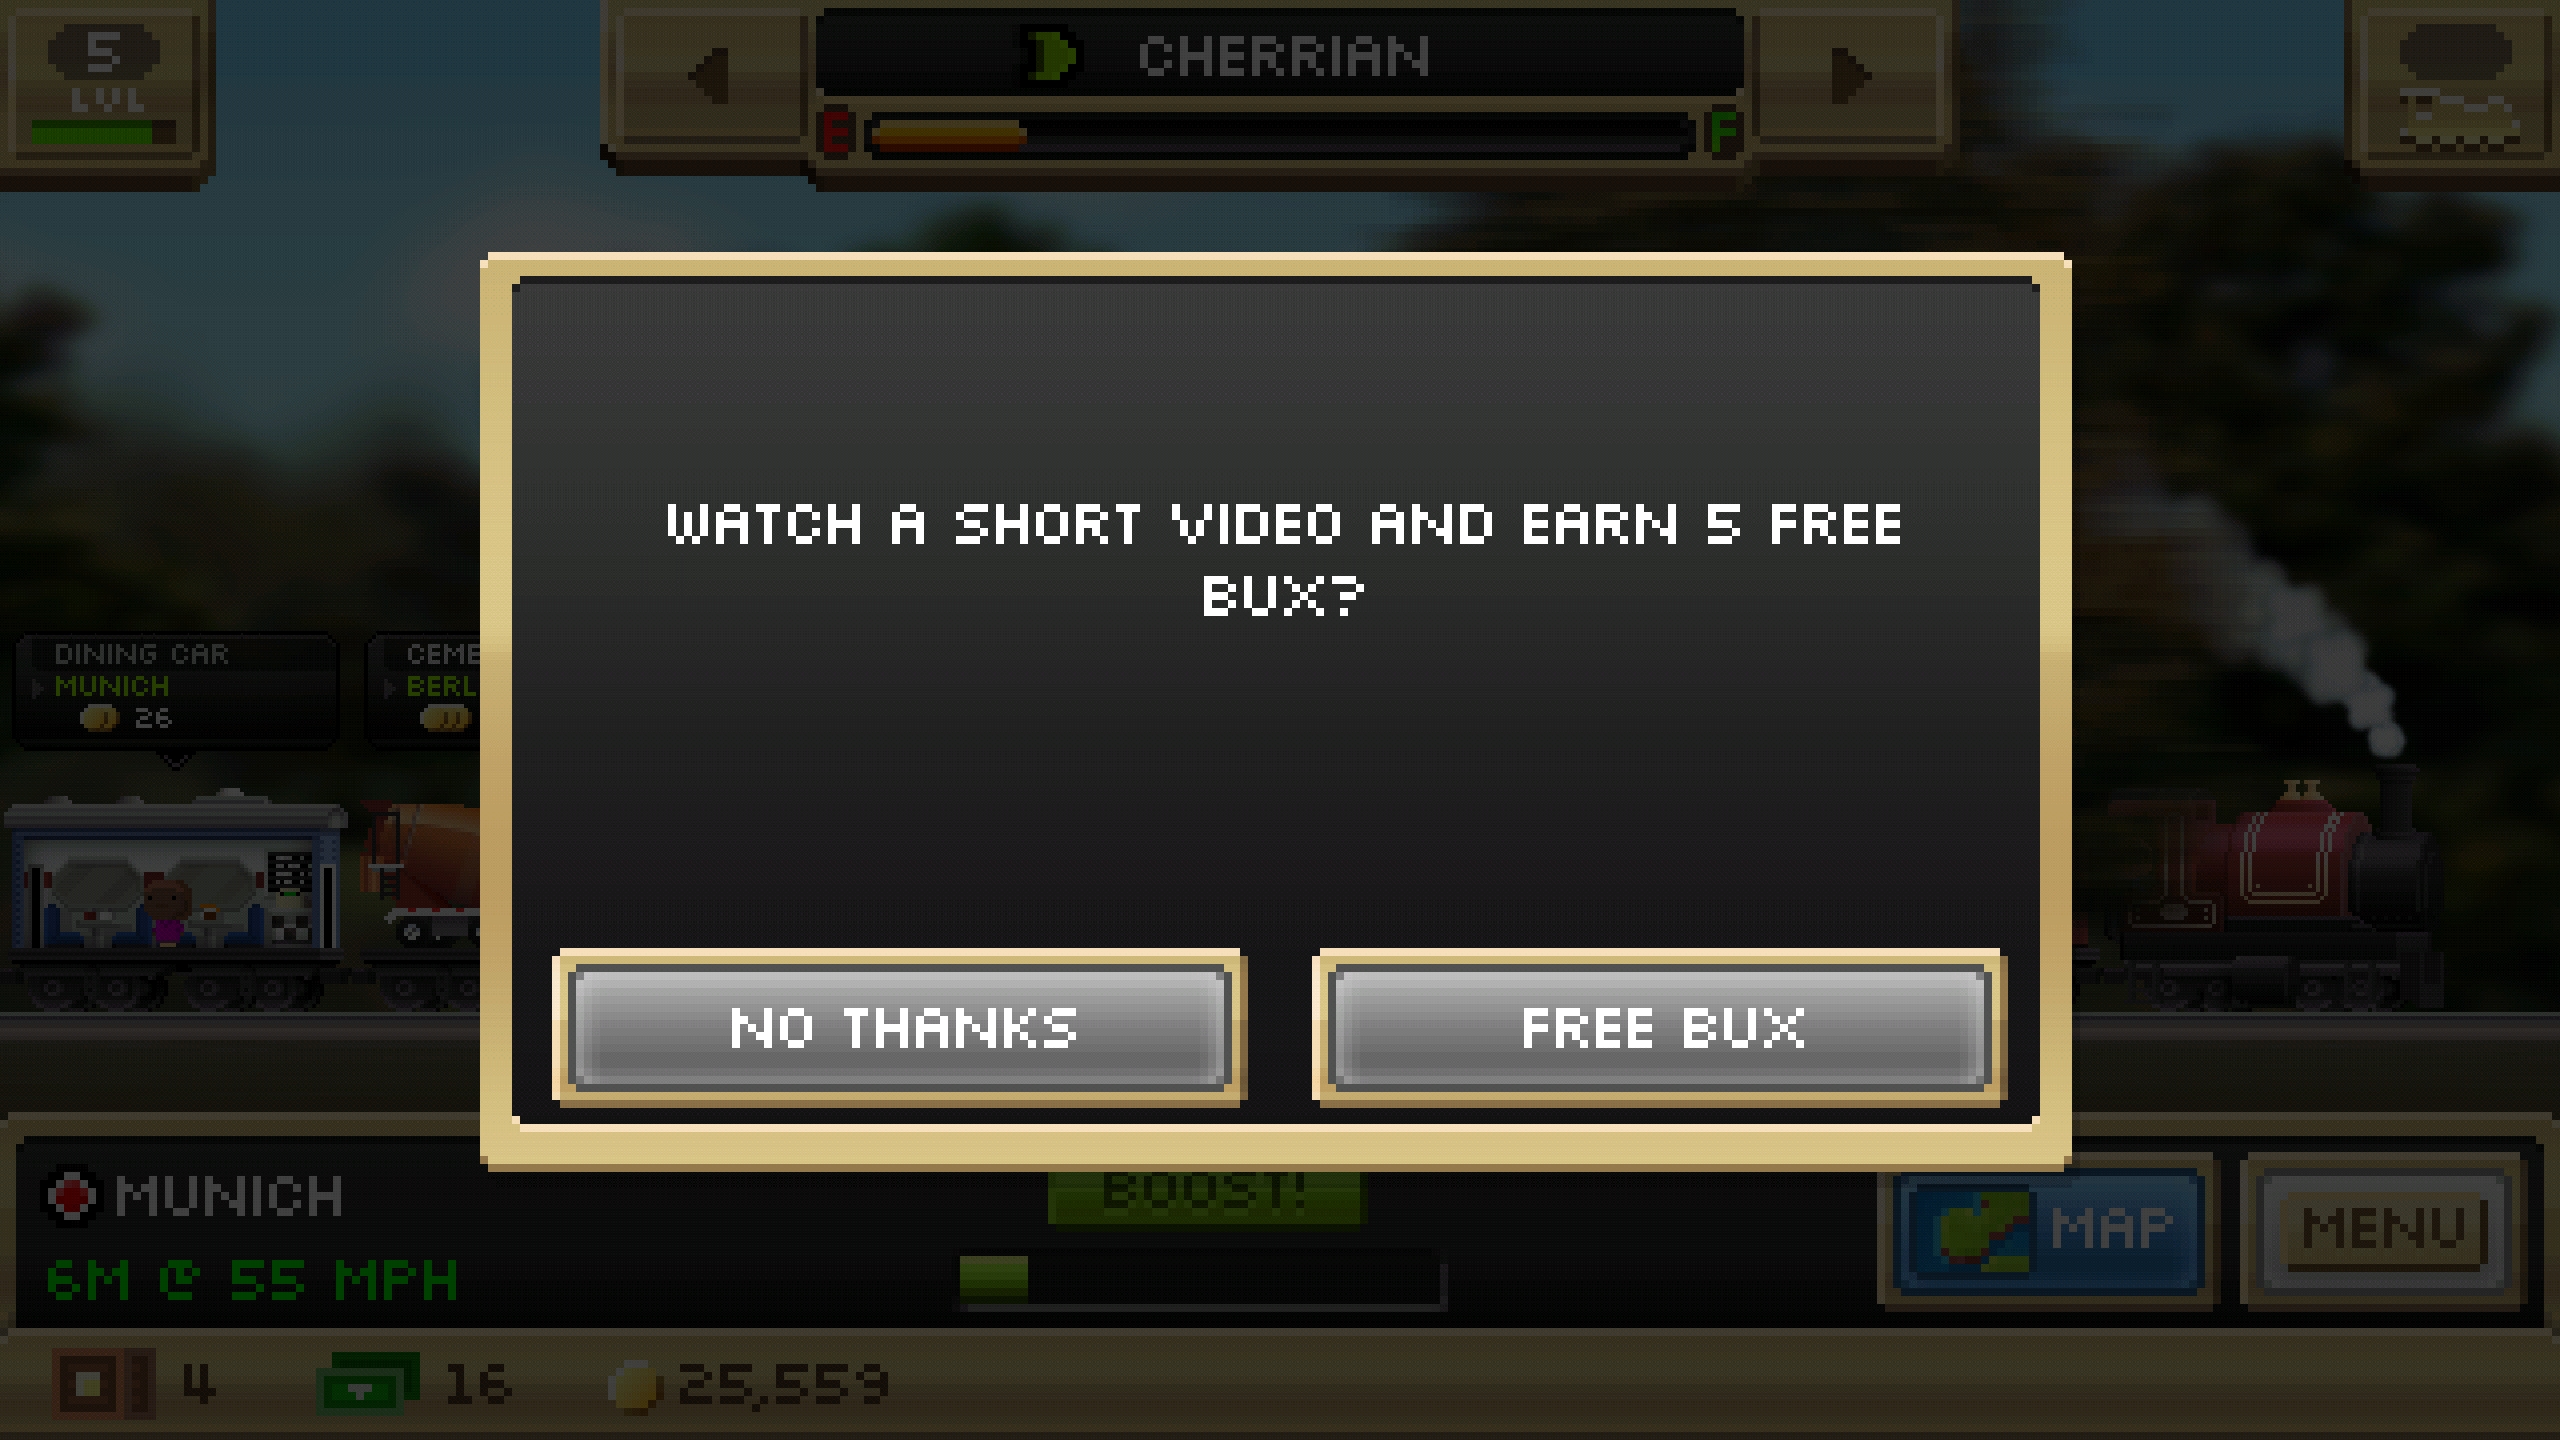 5
LVL
CHERRIAN
E F
WATCH A SHORT VIDEO AND EARN 5 FREE
BUX?
DINING CAR
MUNICH
26
CEME
BERL
NO THANKS
FREE BUX
MUNICH
6M @ 55 MPH
BOOST!
MAP
MENU
4
16
25,559